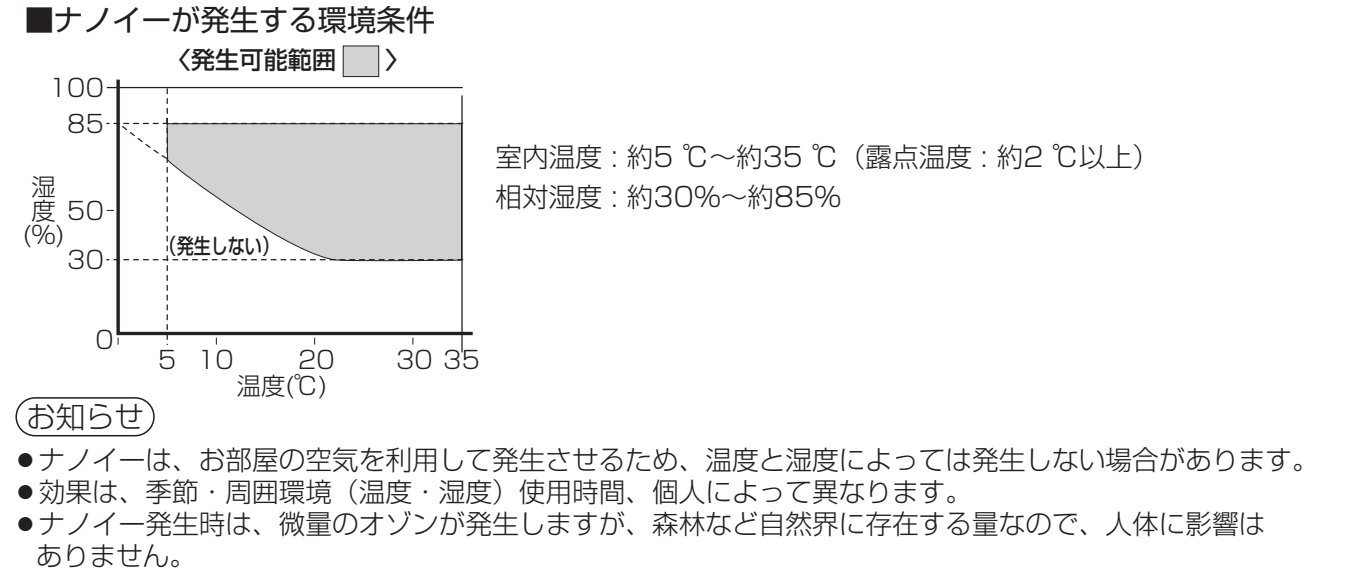 ■ナノイーが発生する環境条件
〈発生可能範囲 〉
100
85
50
30
0
湿度(%)
(発生しない)
5 10 20 30 35
温度(℃)
室内温度:約5 ℃~約35 ℃(露点温度:約2 ℃以上)
相対湿度:約30%~約85%
お知らせ
●ナノイーは、お部屋の空気を利用して発生させるため、温度と湿度によっては発生しない場合があります。
●効果は、季節・周囲環境(温度・湿度)使用時間、個人によって異なります。
●ナノイー発生時は、微量のオゾンが発生しますが、森林など自然界に存在する量なので、人体に影響は
ありません。